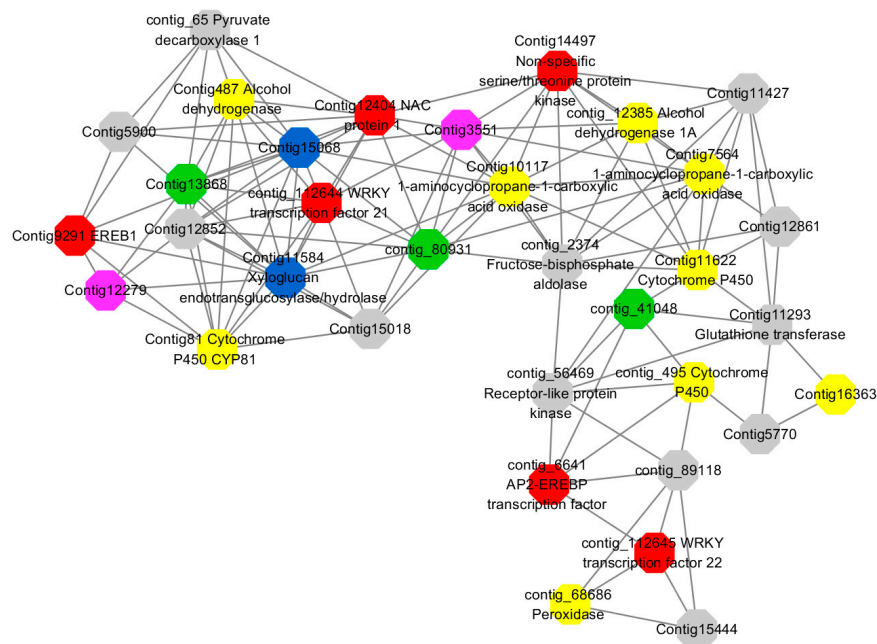 contig_65 Pyruvate
decarboxylase 1
Contig14497
Non-specific
serine/threonine protein
kinase
Contig487 Alcohol
dehydrogenase
Contig12404 NAC
protein 1
Contig11427
contig_12385 Alcohol
dehydrogenase 1A
Contig5900
Contig3551
Contig15068
Contig10117
1-aminocyclopropane-1-carboxylic
acid oxidase
Contig7564
1-aminocyclopropane-1-carboxylic
acid oxidase
Contig13868
contig_112644 WRKY
transcription factor 21
Contig9291 EREB1
Contig12852
Contig12861
contig_80931
contig_2374
Fructose-bisphosphate
aldolase
Contig11584
Xyloglucan
endotransglucosylase/hydrolase
Contig11622
Cytochrome P450
Contig12279
contig_41048
Contig11293
Glutathione transferase
Contig15018
Contig81 Cytochrome
P450 CYP81
contig_56469
Receptor-like protein
kinase
contig_495 Cytochrome
P450
Contig16363
Contig5770
contig_6641
AP2-EREBP
transcription factor
contig_89118
contig_112645 WRKY
transcription factor 22
contig_68686
Peroxidase
Contig15444